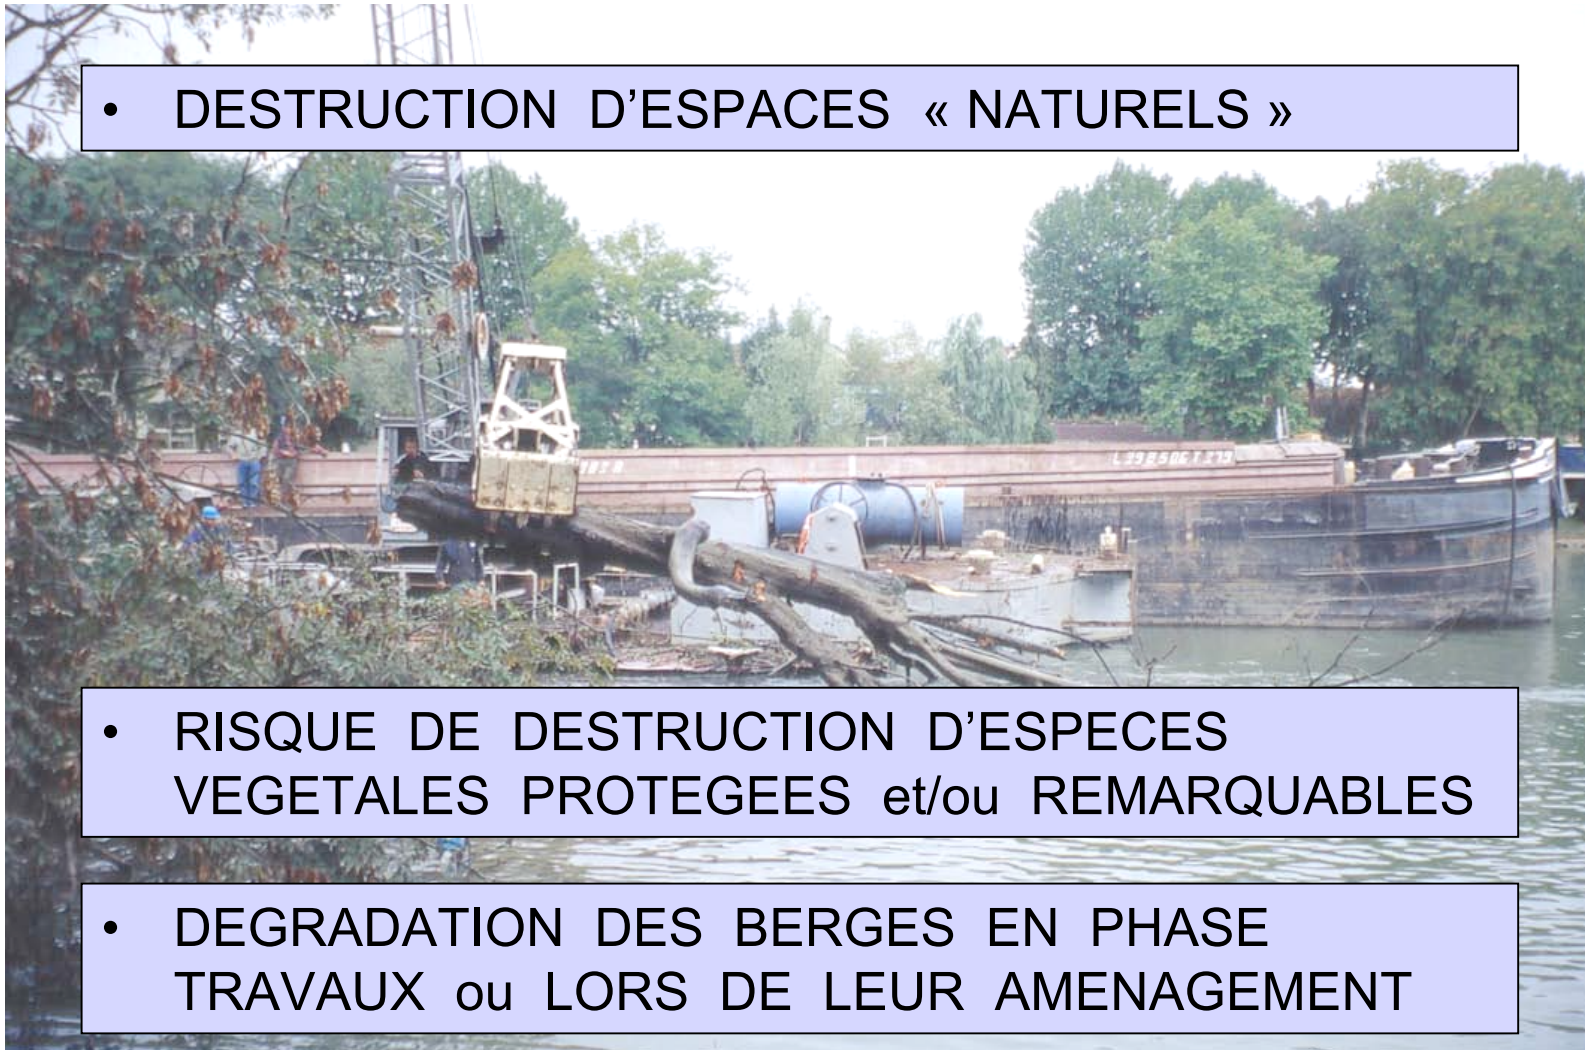 • DESTRUCTION D’ESPACES « NATURELS »
• RISQUE DE DESTRUCTION D’ESPECES
VEGETALES PROTEGEES et/ou REMARQUABLES
• DEGRADATION DES BERGES EN PHASE
TRAVAUX ou LORS DE LEUR AMENAGEMENT